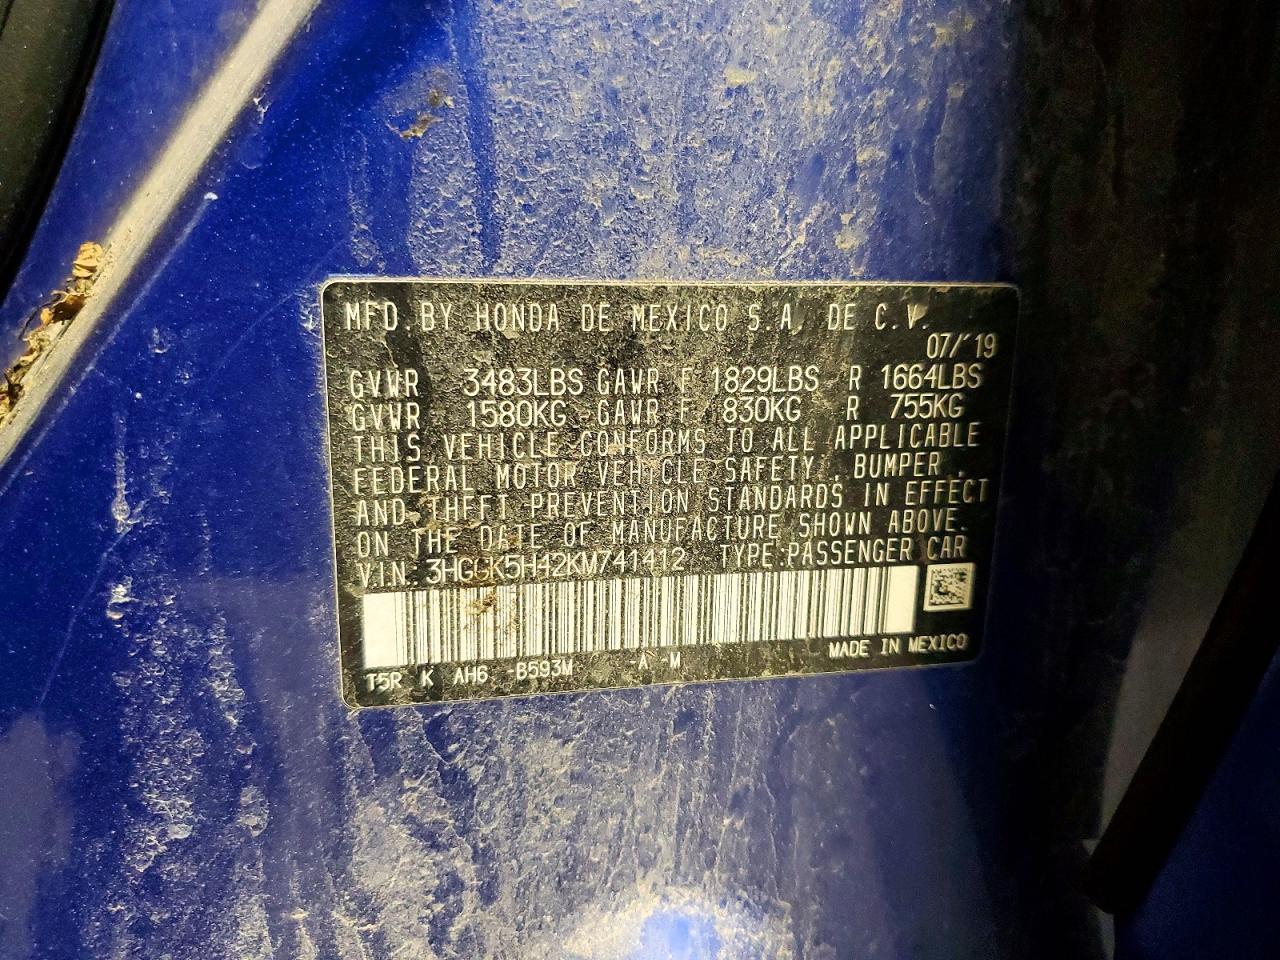 MFD. BY HONDA DE MEXICO S.A. DE C.V.
07/'19
GVWR 3483LBS GAWR F 1829LBS R 1664LBS
GVWR 1580KG GAWR F 830KG R 755KG
THIS VEHICLE CONFORMS TO ALL APPLICABLE
FEDERAL MOTOR VEHICLE SAFETY, BUMPER,
AND THEFT PREVENTION STANDARDS IN EFFECT
ON THE DATE OF MANUFACTURE SHOWN ABOVE.
VIN: 3HGGK5H42KM741412 TYPE:PASSENGER CAR
MADE IN MEXICO
T5R K AH6 B593M -A -M